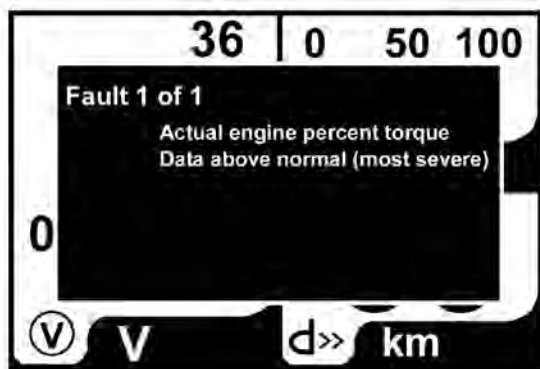 36 0 50 100
Fault 1 of 1
Actual engine percent torque
Data above normal (most severe)
0
V V d>> km